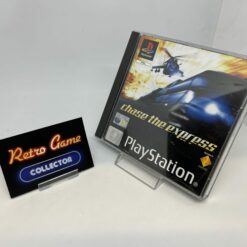 Retro Game
COLLECTOR
chase the express
PlayStation